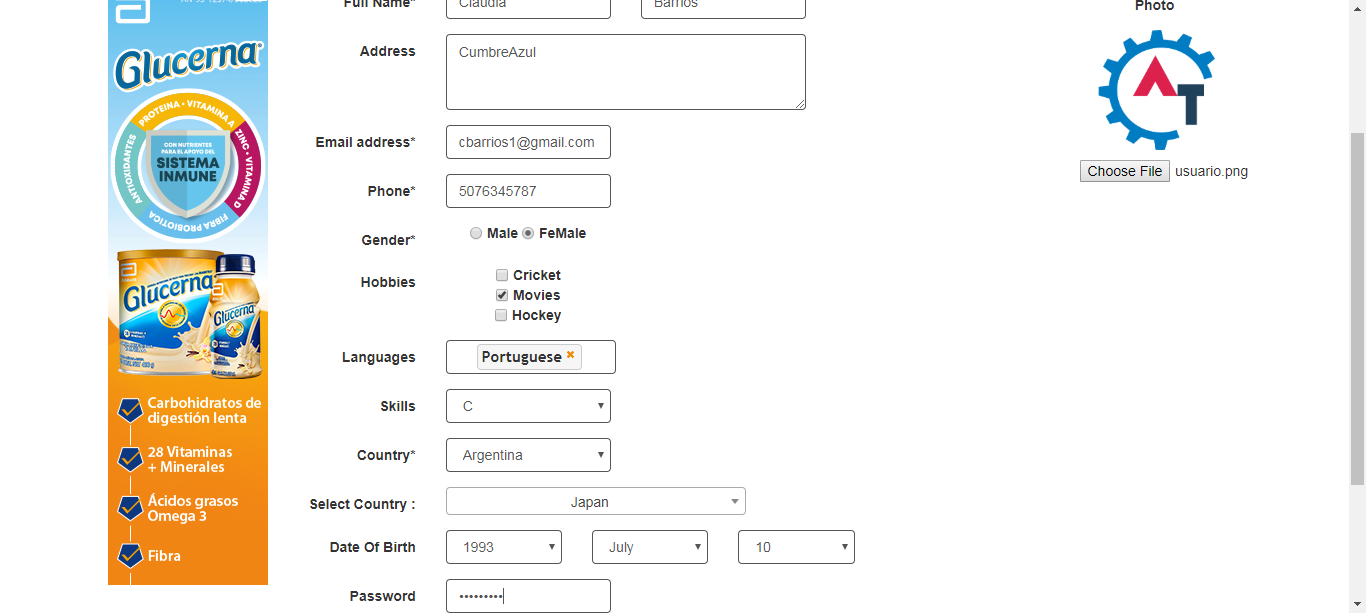 Full Name*
Claudia
Barrios
Photo
Address
CumbreAzul
Email address*
cbarrios1@gmail.com
Choose File usuario.png
Phone*
5076345787
Gender*
Male
FeMale
Hobbies
Cricket
Movies
Hockey
Languages
Portuguese
Skills
C
Country*
Argentina
Select Country :
Japan
Date Of Birth
1993
July
10
Password
•••••••••
AT
Glucerna
PROTEINA • VITAMINA A
ZINC • VITAMINA D
FIBRA PROBIOTICA
ANTIOXIDANTES
CON NUTRIENTES
PARA EL APOYO DEL
SISTEMA
INMUNE
Glucerna
Glucerna
Carbohidratos de
digestión lenta
28 Vitaminas
+ Minerales
Ácidos grasos
Omega 3
Fibra